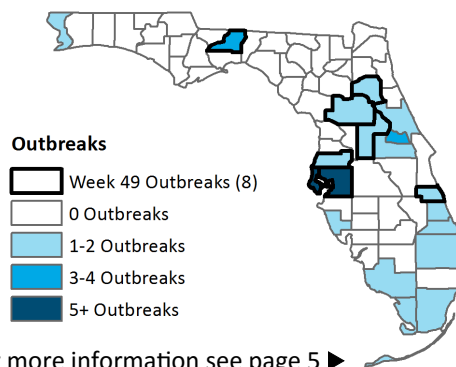 Outbreaks
Week 49 Outbreaks (8)
0 Outbreaks
1-2 Outbreaks
3-4 Outbreaks
5+ Outbreaks
more information see page 5 ▶